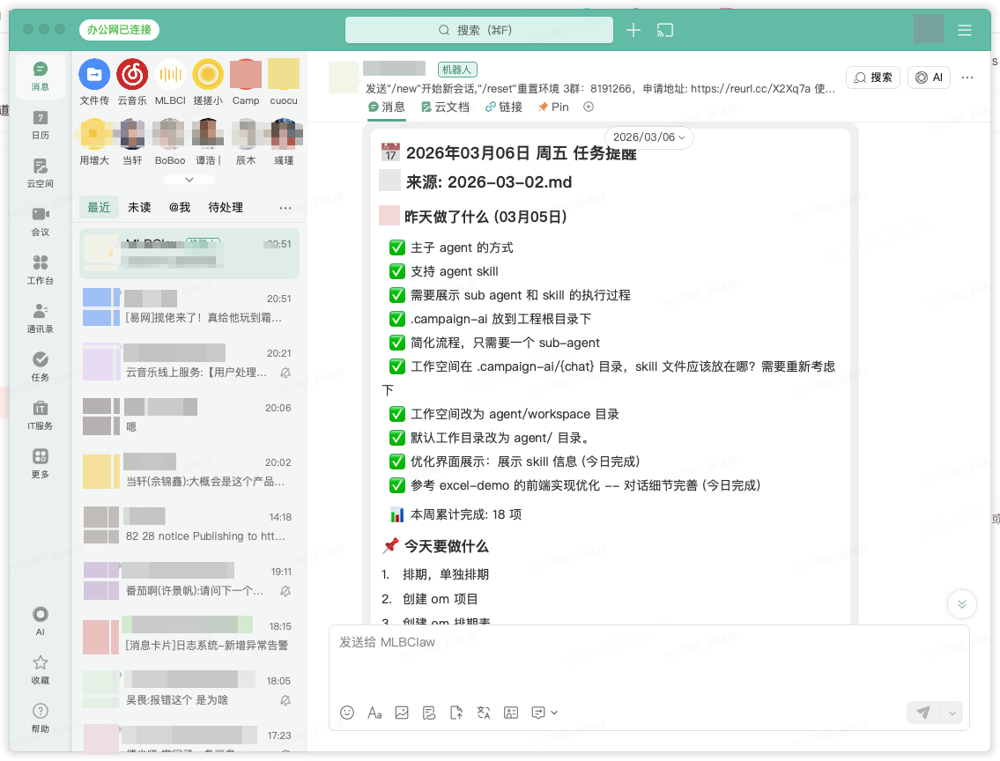 办公网已连接
搜索 (⌘F)
消息
日历
7
云空间
会议
工作台
通讯录
任务
IT服务
更多
AI
收藏
帮助
文件传
云音乐
MLBCl
搓搓小
Camp
cuocu
用增大
当轩
BoBoo
谭浩 |
辰木
彧瑾
最近
未读
@我
待处理
20:51
20:51
[易网]揽佬来了！真给他玩到霜...
20:21
云音乐线上服务:【用户处理...
20:06
嗯
20:02
当轩(佘锦鑫):大概会是这个产品...
14:18
82 28 notice Publishing to htt...
19:11
番茄啊(许景帆):请问下一个...
18:15
[消息卡片]日志系统-新增异常告警
18:05
吴畏:报错这个 是为啥
17:23
机器人
发送"/new"开始新会话,"/reset"重置环境 3群：8191266，申请地址: https://reurl.cc/X2Xq7a 使...
搜索
AI
消息
云文档
链接
Pin
2026/03/06
17
2026年03月06日 周五 任务提醒
来源: 2026-03-02.md
昨天做了什么 (03月05日)
主子 agent 的方式
支持 agent skill
需要展示 sub agent 和 skill 的执行过程
.campaign-ai 放到工程根目录下
简化流程，只需要一个 sub-agent
工作空间在 .campaign-ai/{chat} 目录，skill 文件应该放在哪？需要重新考虑
下
工作空间改为 agent/workspace 目录
默认工作目录改为 agent/ 目录。
优化界面展示：展示 skill 信息 (今日完成)
参考 excel-demo 的前端实现优化 -- 对话细节完善 (今日完成)
本周累计完成: 18 项
今天要做什么
1. 排期，单独排期
2. 创建 om 项目
3. 创建 om 排期表
发送给 MLBClaw
Aa